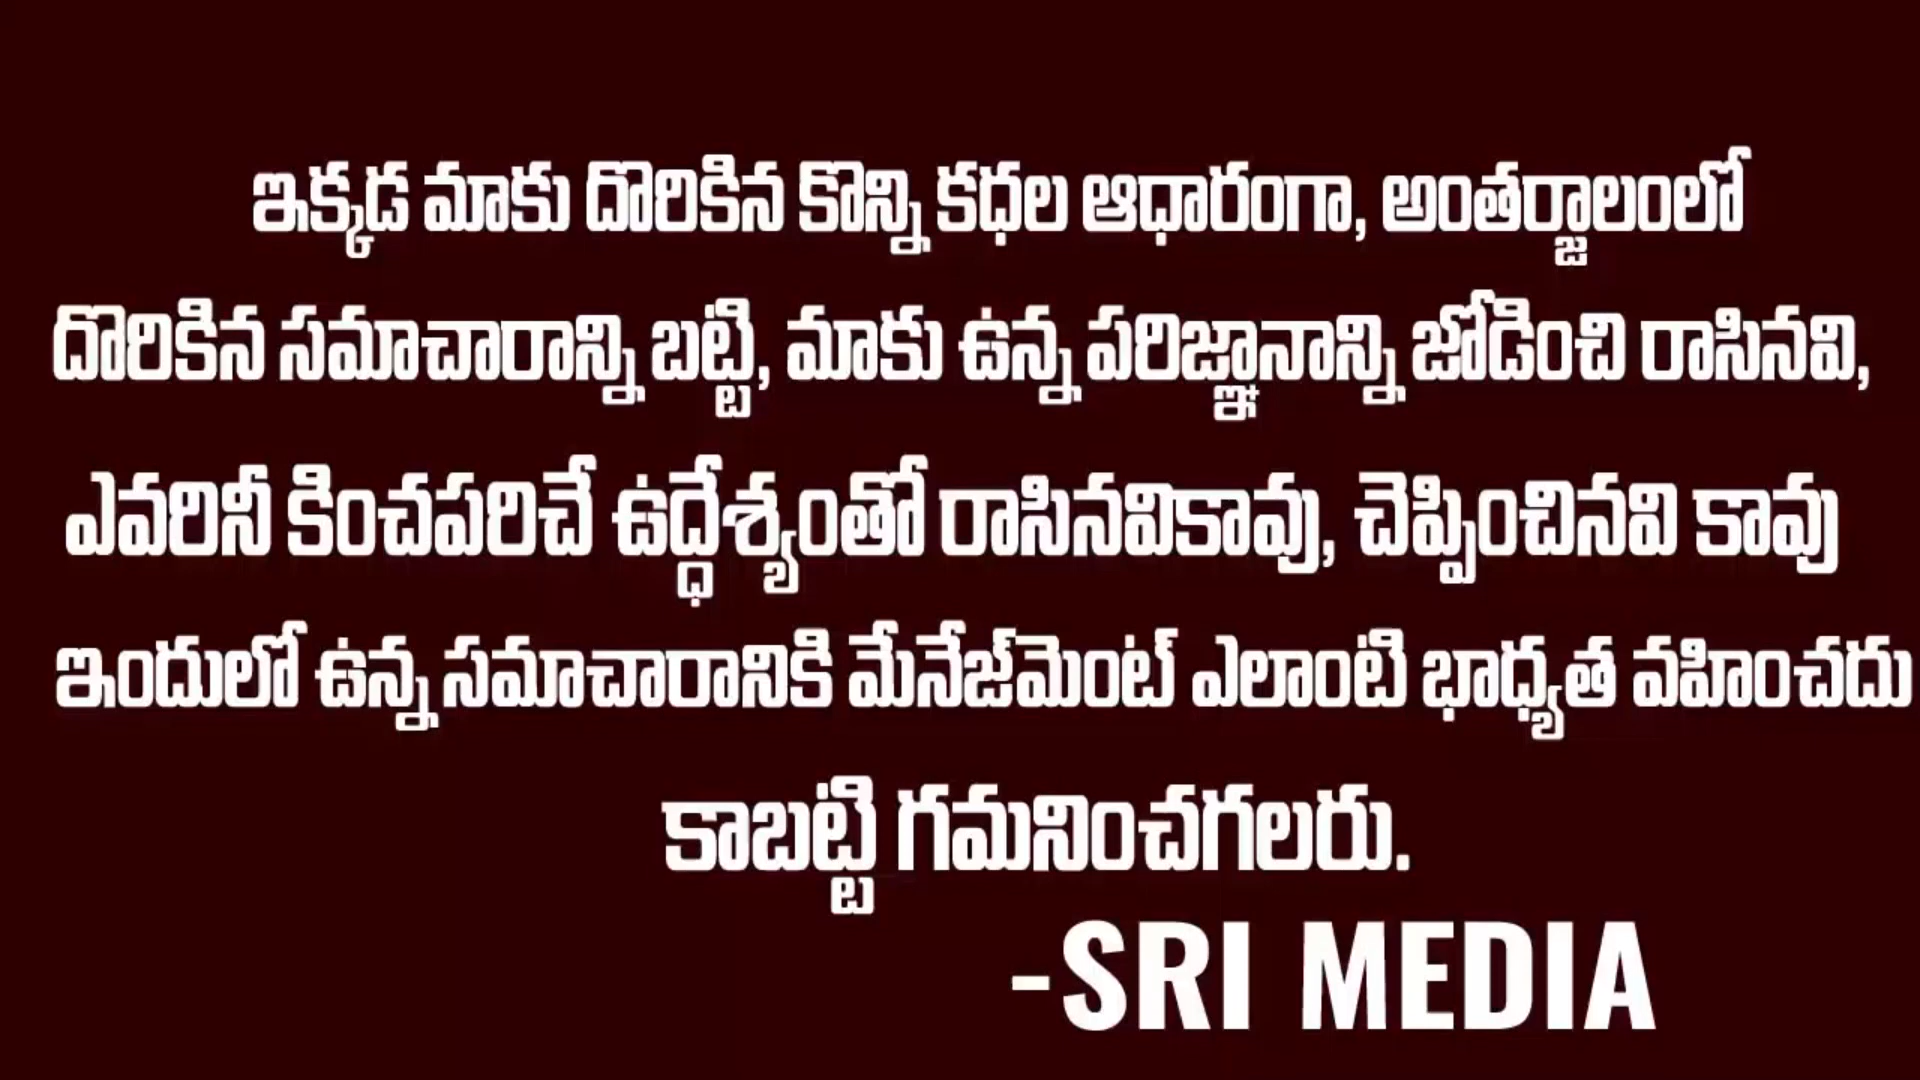 ఇక్కడ మాకు దొరికిన కొన్ని కధల ఆధారంగా, అంతర్జాలంలో
దొరికిన సమాచారాన్ని బట్టి, మాకు ఉన్న పరిజ్ఞానాన్ని జోడించి రాసినవి,
ఎవరినీ కించపరిచే ఉద్ధేశ్యంతో రాసినవికావు, చెప్పించినవి కావు
ఇందులో ఉన్న సమాచారానికి మేనేజ్‌మెంట్ ఎలాంటి భాధ్యత వహించదు
కాబట్టి గమనించగలరు.
-SRI MEDIA